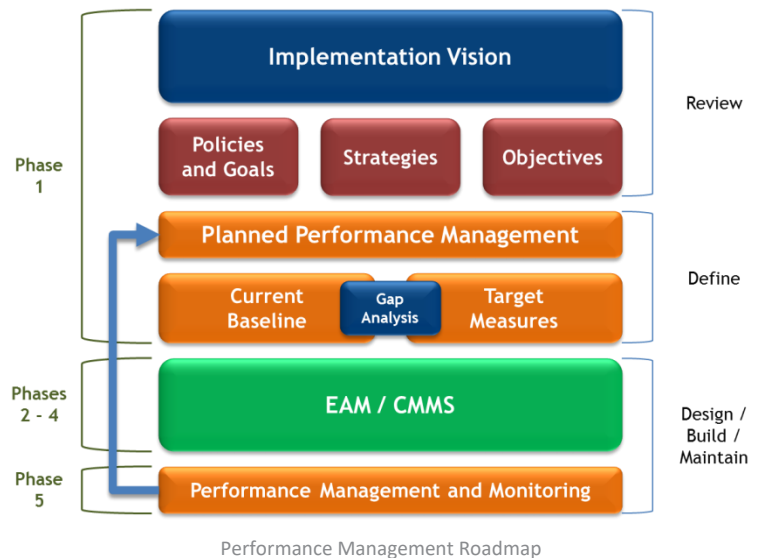 Implementation Vision
Review
Policies
and Goals
Strategies
Objectives
Phase
1
Planned Performance Management
Define
Current
Baseline
Gap
Analysis
Target
Measures
Phases
2 - 4
EAM / CMMS
Design /
Build /
Maintain
Phase
5
Performance Management and Monitoring
Performance Management Roadmap